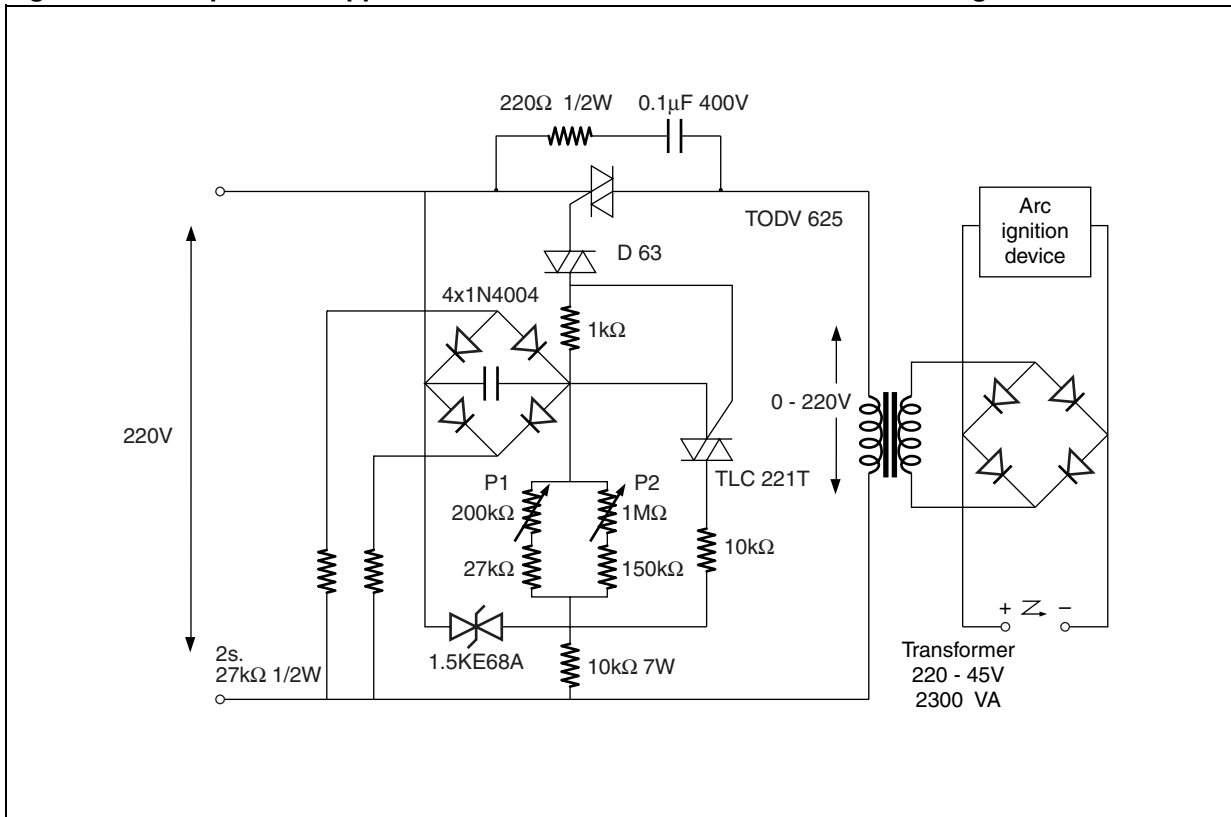 220Ω 1/2W
0.1μF 400V
TODV 625
Arc
ignition
device
D 63
4x1N4004
1kΩ
0 - 220V
220V
TLC 221T
P1
P2
200kΩ
1MΩ
10kΩ
27kΩ
150kΩ
+
−
1.5KE68A
10kΩ 7W
2s.
27kΩ 1/2W
Transformer
220 - 45V
2300 VA